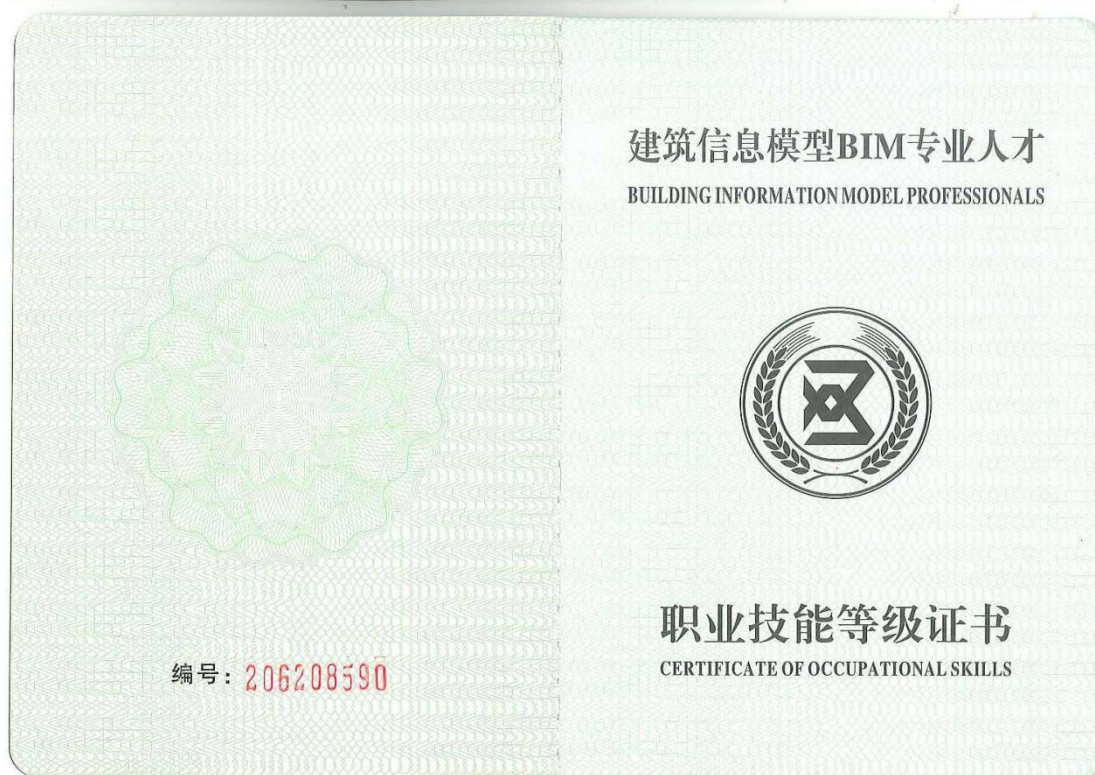 编号：206208590
建筑信息模型BIM专业人才
BUILDING INFORMATION MODEL PROFESSIONALS
职业技能等级证书
CERTIFICATE OF OCCUPATIONAL SKILLS